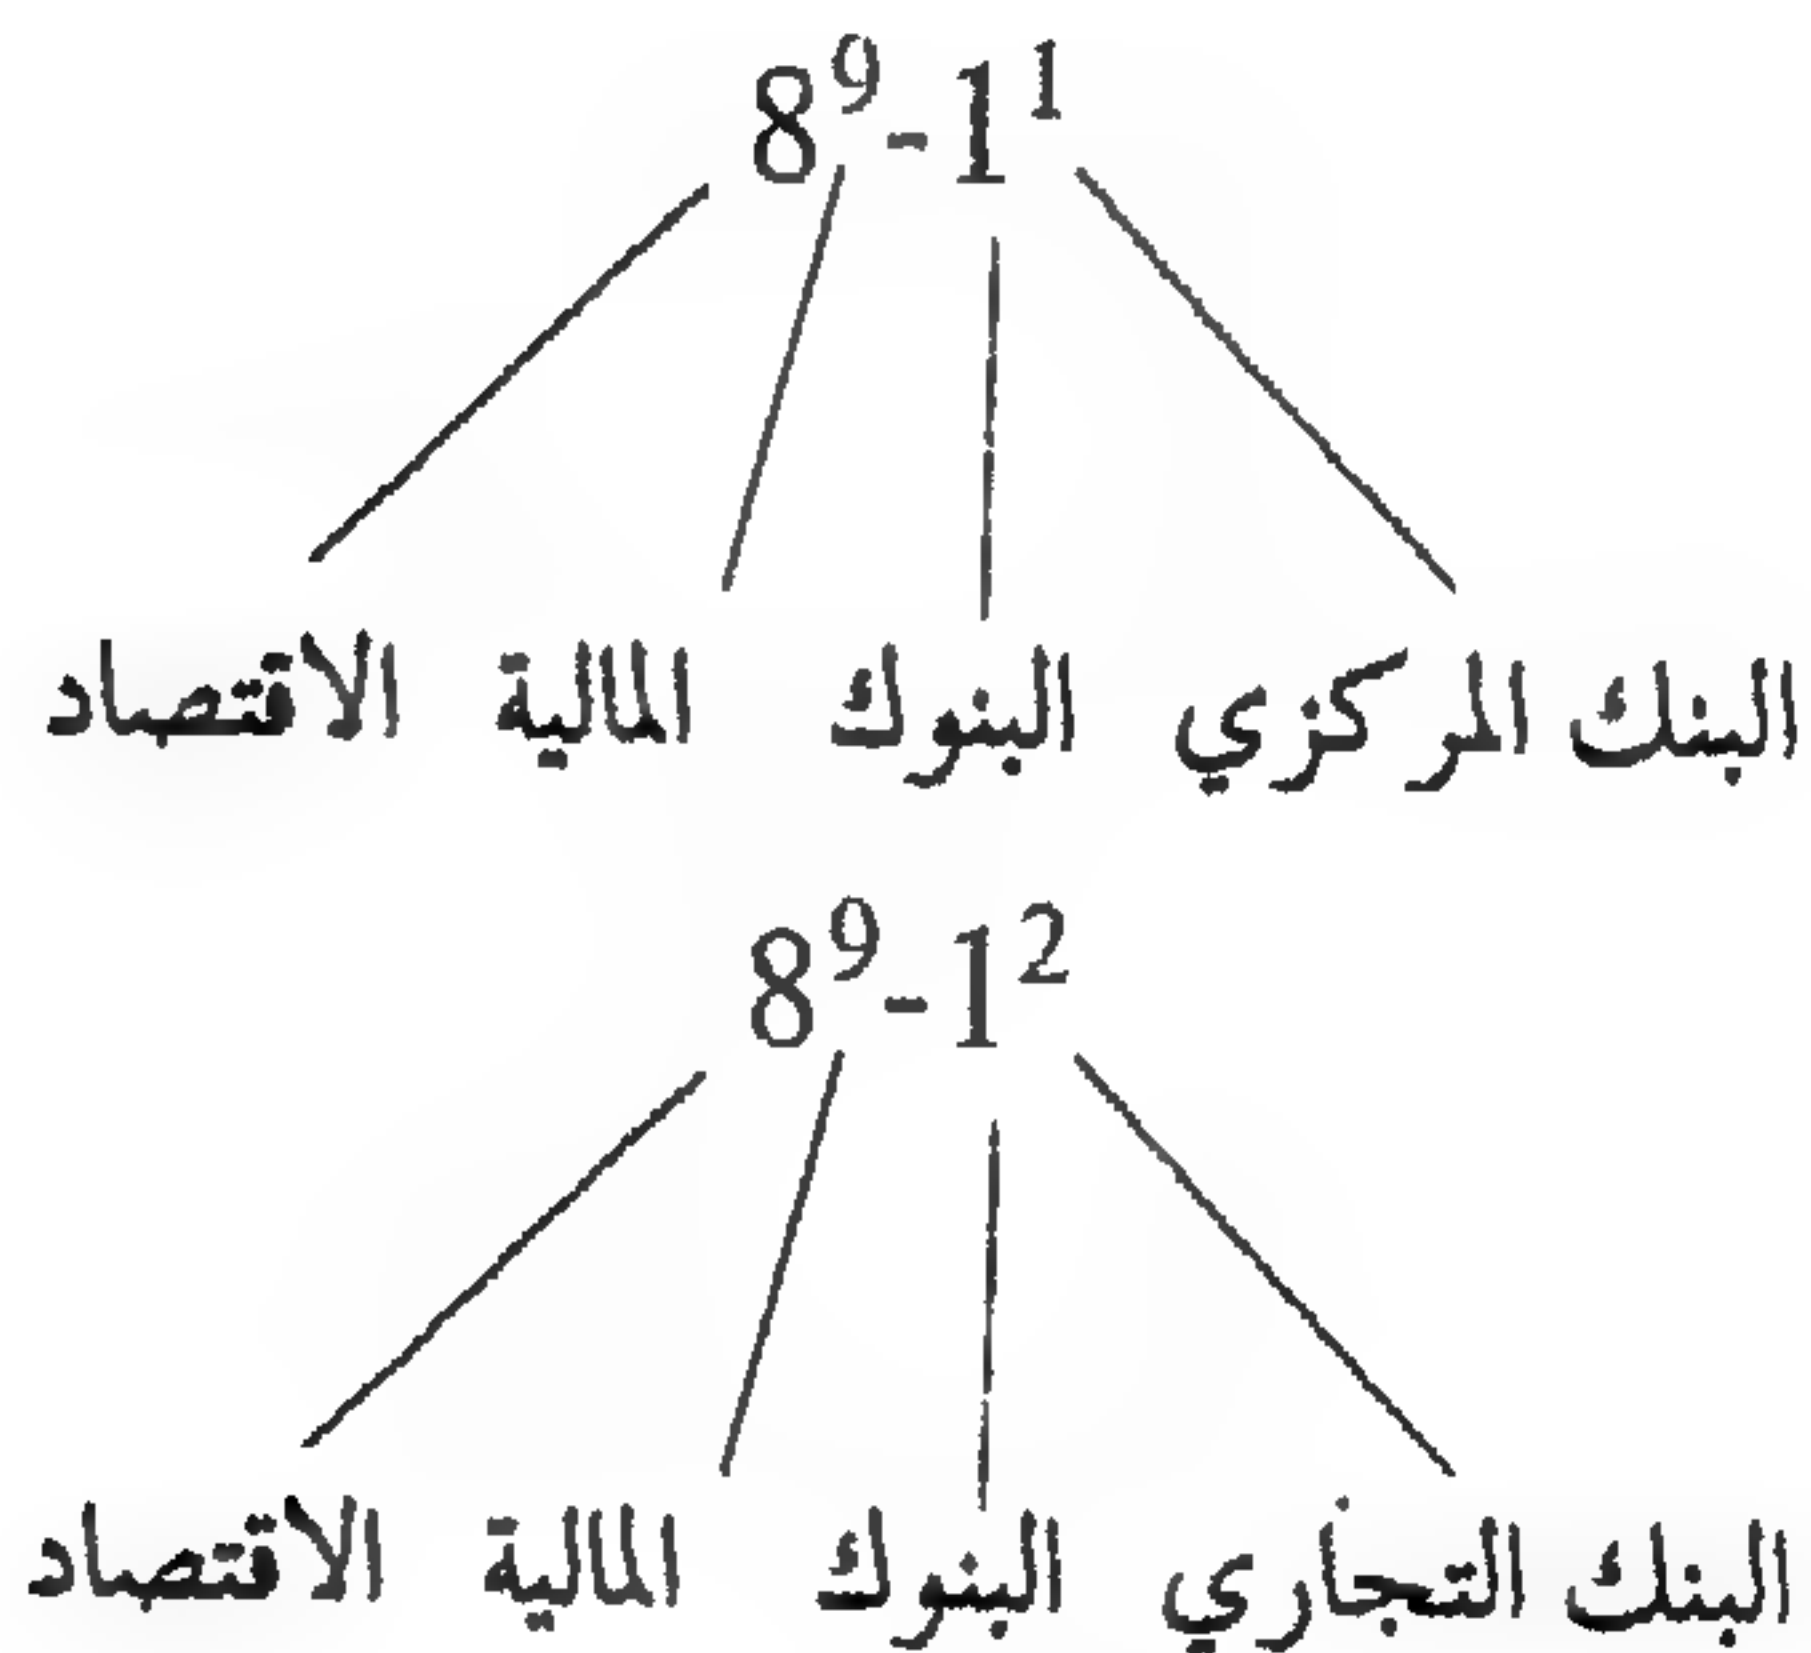 8⁹-1¹
البنك المركزي البنوك المالية الاقتصاد
8⁹-1²
البنك التجاري البنوك المالية الاقتصاد